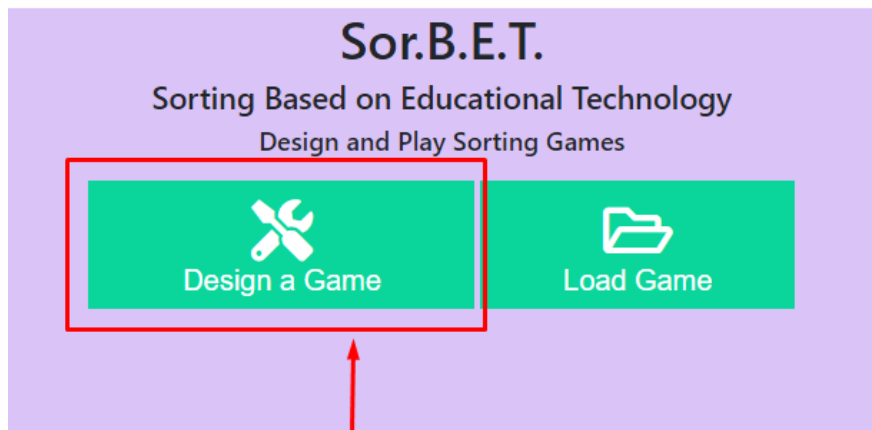 Sor.B.E.T.
Sorting Based on Educational Technology
Design and Play Sorting Games
Design a Game
Load Game